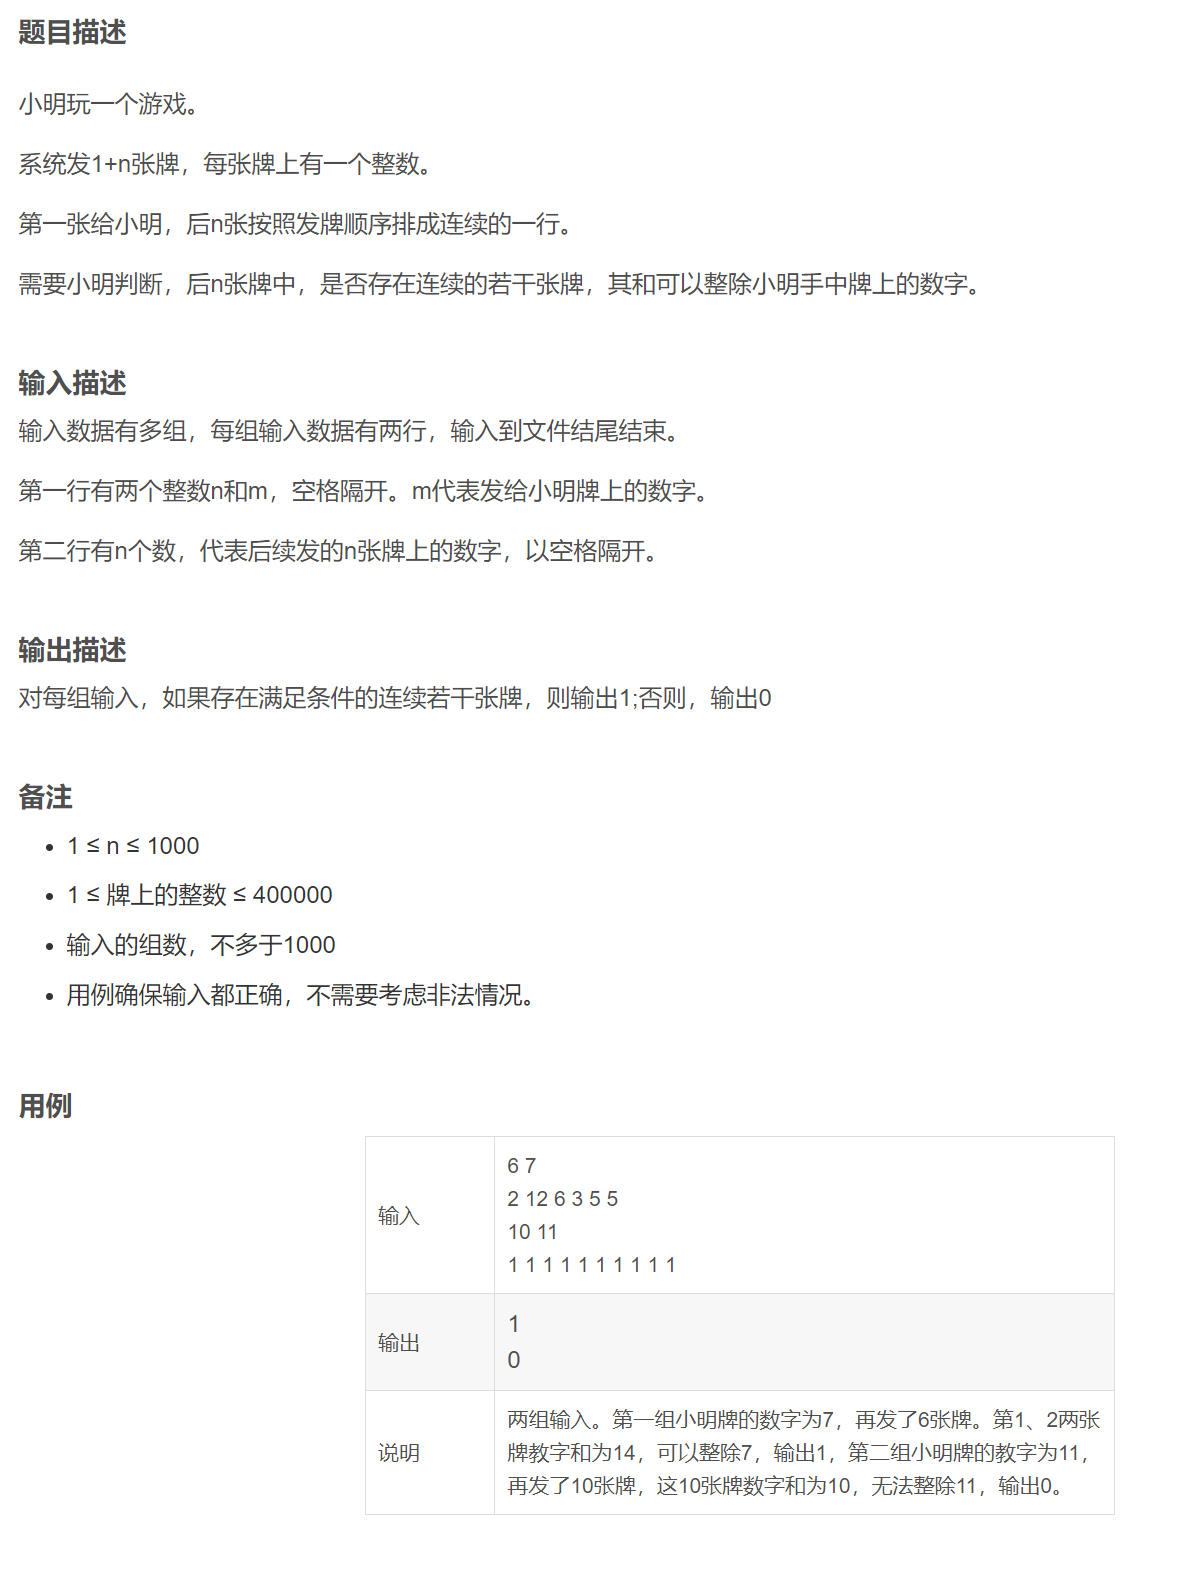 题目描述
小明玩一个游戏。
系统发1+n张牌，每张牌上有一个整数。
第一张给小明，后n张按照发牌顺序排成连续的一行。
需要小明判断，后n张牌中，是否存在连续的若干张牌，其和可以整除小明手中牌上的数字。
输入描述
输入数据有多组，每组输入数据有两行，输入到文件结尾结束。
第一行有两个整数n和m，空格隔开。m代表发给小明牌上的数字。
第二行有n个数，代表后续发的n张牌上的数字，以空格隔开。
输出描述
对每组输入，如果存在满足条件的连续若干张牌，则输出1;否则，输出0
备注
• 1 ≤ n ≤ 1000
• 1 ≤ 牌上的整数 ≤ 400000
• 输入的组数，不多于1000
• 用例确保输入都正确，不需要考虑非法情况。
用例
输入
6 7
2 12 6 3 5 5
10 11
1 1 1 1 1 1 1 1 1 1
输出
1
0
说明
两组输入。第一组小明牌的数字为7，再发了6张牌。第1、2两张
牌教字和为14，可以整除7，输出1，第二组小明牌的教字为11，
再发了10张牌，这10张牌数字和为10，无法整除11，输出0。